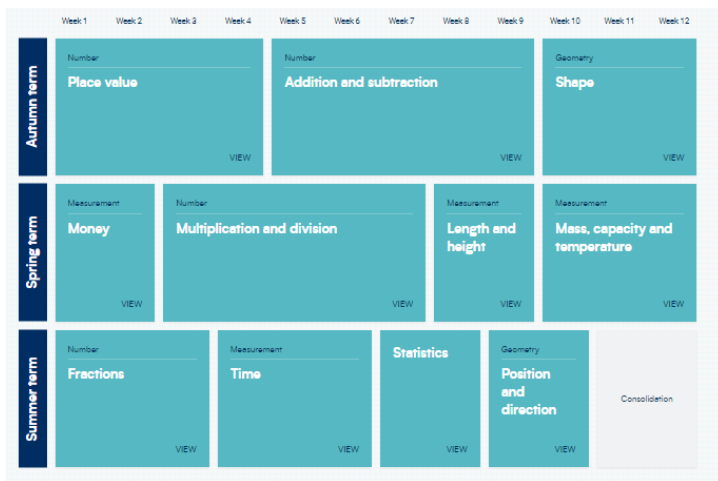 Week 1 Week 2 Week 3 Week 4 Week 5 Week 6 Week 7 Week 8 Week 9 Week 10 Week 11 Week 12
Autumn term
Number
Place value
VIEW
Number
Addition and subtraction
VIEW
Geometry
Shape
VIEW
Spring term
Measurement
Money
VIEW
Number
Multiplication and division
VIEW
Measurement
Length and
height
VIEW
Measurement
Mass, capacity and
temperature
VIEW
Summer term
Number
Fractions
VIEW
Measurement
Time
VIEW
Statistics
VIEW
Geometry
Position
and
direction
VIEW
Consolidation